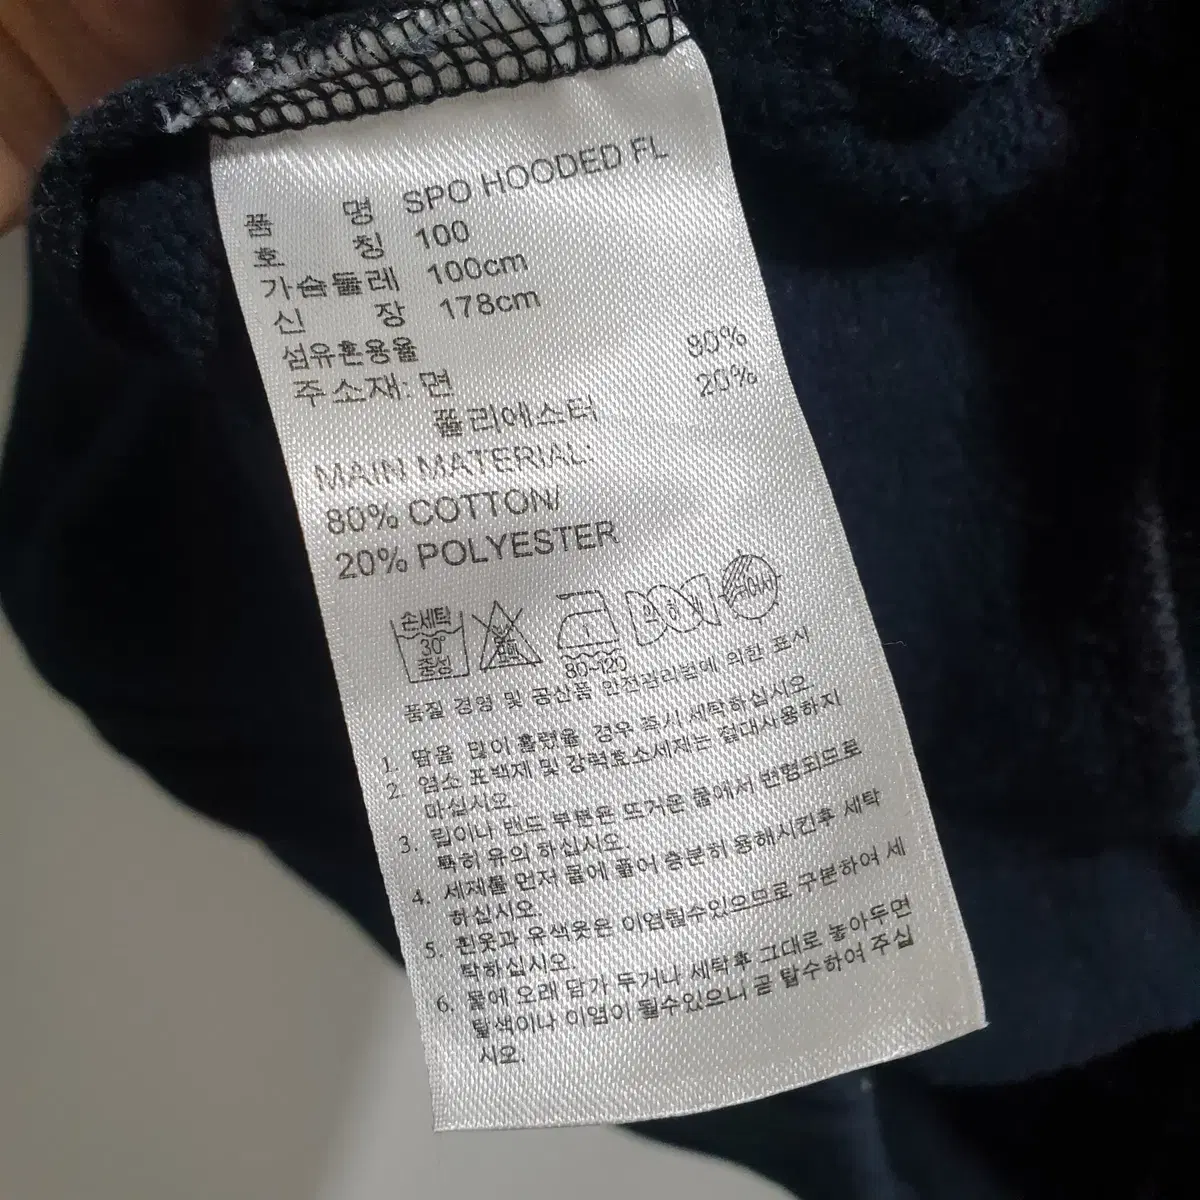 품 명 SPO HOODED FL
호 칭 100
가슴둘레 100cm
신 장 178cm
섬유혼용율
주소재: 면 80%
폴리에스터 20%
MAIN MATERIAL:
80% COTTON/
20% POLYESTER
손세탁
30°
중성
80-120
품질 경영 및 공산품 안전관리법에 의한 표시
1. 땀을 많이 흘렸을 경우 즉시 세탁하십시오.
2. 염소 표백제 및 강력효소세제는 절대사용하지
마십시오.
3. 립이나 밴드 부분은 뜨거운 물에서 변형되므로
특히 유의 하십시오.
4. 세제를 먼저 물에 풀어 충분히 용해시킨후 세탁
하십시오.
5. 흰옷과 유색옷은 이염될수있으므로 구분하여 세
탁하십시오.
6. 물에 오래 담가 두거나 세탁후 그대로 놓아두면
탈색이나 이염이 될수있으니 곧 탈수하여 주십
시오.